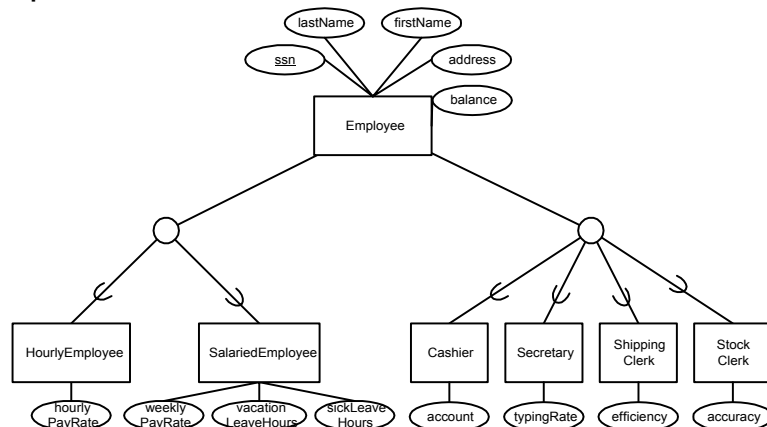 lastName
firstName
ssn
address
balance
Employee
HourlyEmployee
SalariedEmployee
Cashier
Secretary
Shipping
Clerk
Stock
Clerk
hourly
PayRate
weekly
PayRate
vacation
LeaveHours
sickLeave
Hours
account
typingRate
efficiency
accuracy